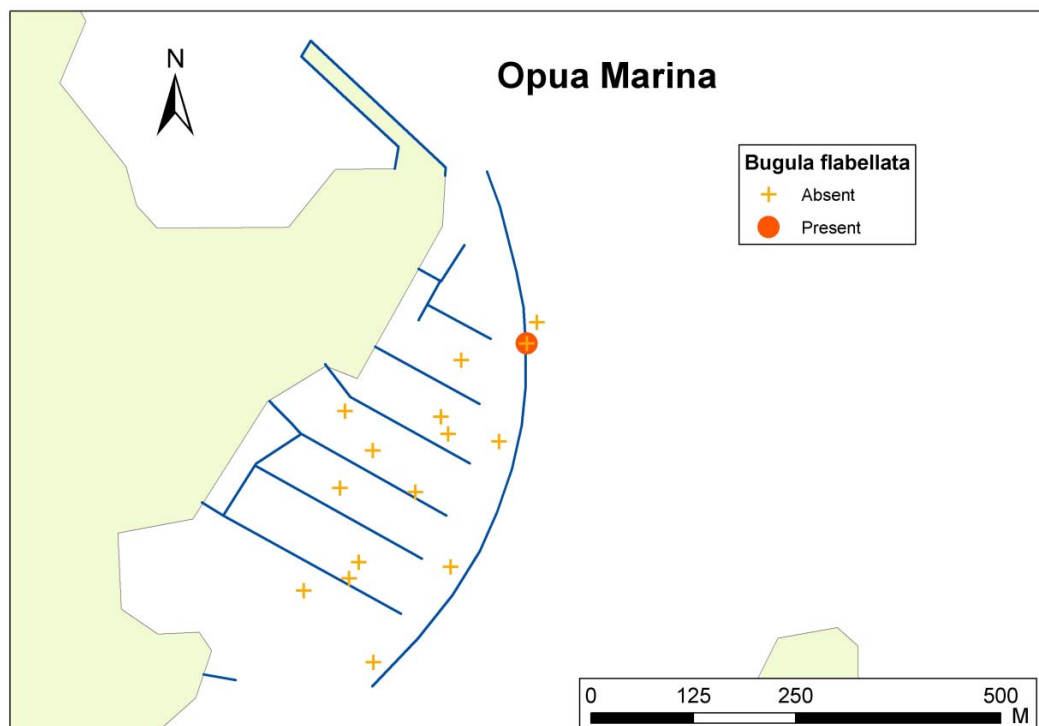 N
Opua Marina
Bugula flabellata
Absent
Present
0 125 250 500
M